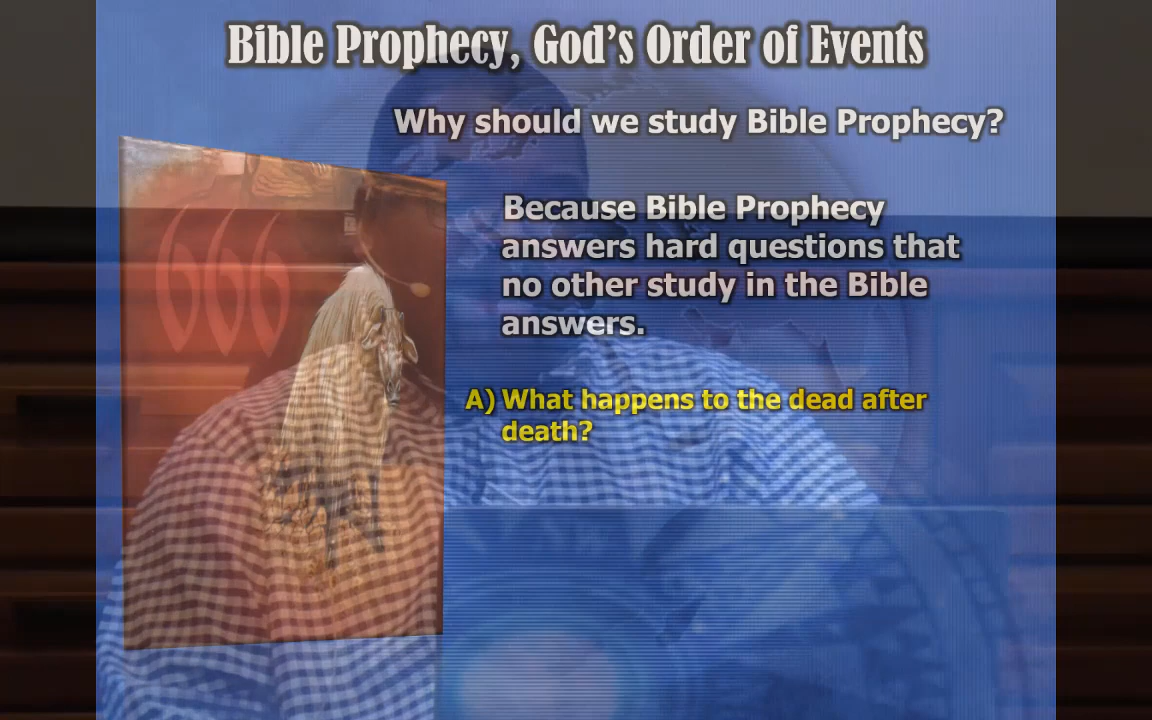 Bible Prophecy, God's Order of Events
Why should we study Bible Prophecy?
Because Bible Prophecy
answers hard questions that
no other study in the Bible
answers.
666
A) What happens to the dead after
death?